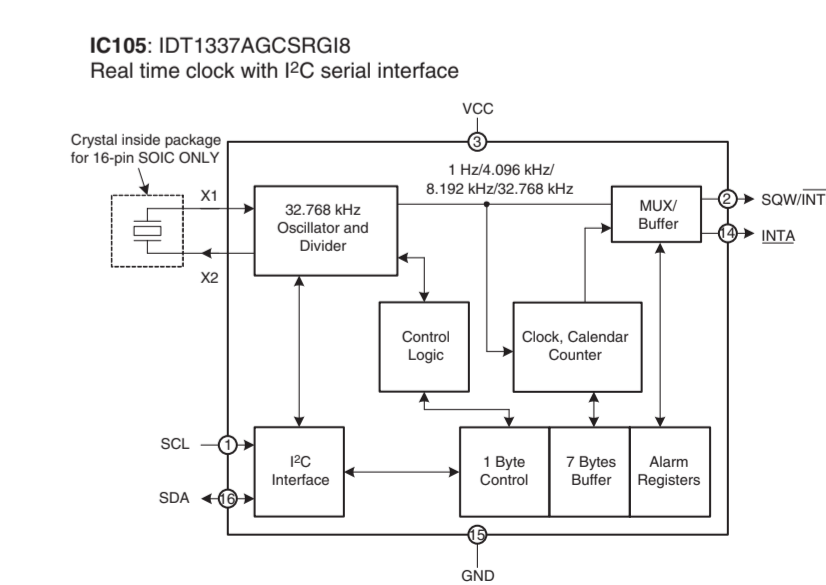 IC105: IDT1337AGCSRGI8
Real time clock with I²C serial interface
VCC
3
Crystal inside package
for 16-pin SOIC ONLY
1 Hz/4.096 kHz/
8.192 kHz/32.768 kHz
X1
32.768 kHz
Oscillator and
Divider
MUX/
Buffer
2
SQW/I̅N̅T̅
14
INTA
X2
Control
Logic
Clock, Calendar
Counter
SCL
1
I²C
Interface
1 Byte
Control
7 Bytes
Buffer
Alarm
Registers
SDA
16
15
GND